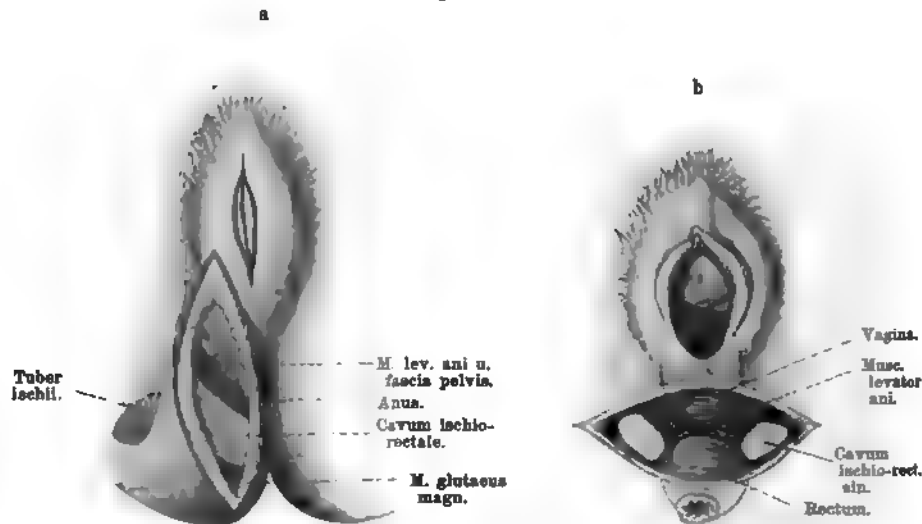 a
b
Tuber
ischii.
M. lev. ani u.
fascia pelvis.
Anus.
Cavum ischio-
rectale.
M. glutaeus
magn.
Vagina.
Musc.
levator
ani.
Cavum
ischio-rect.
sin.
Rectum.